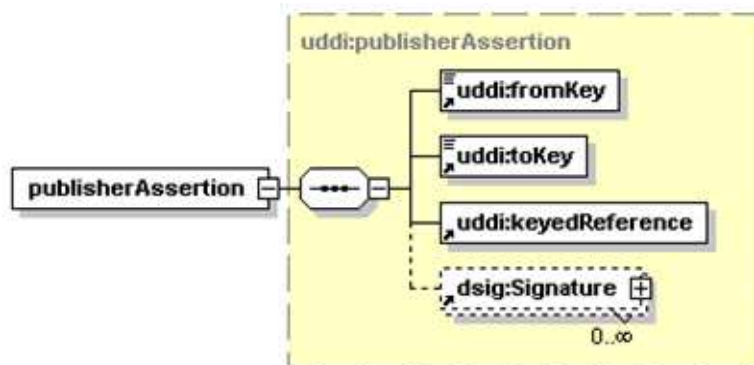 uddi:publisherAssertion
uddi:fromKey
uddi:toKey
publisherAssertion
uddi:keyedReference
dsig:Signature
0..∞